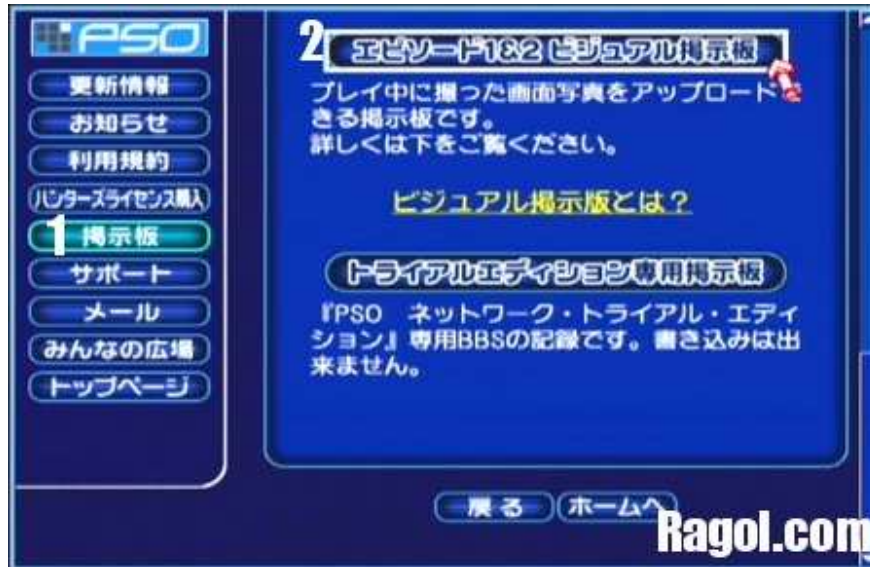 PSO
更新情報
お知らせ
利用規約
ハンターズライセンス購入
1
掲示板
サポート
メール
みんなの広場
トップページ
2
エピソード1&2 ビジュアル掲示板
プレイ中に撮った画面写真をアップロード
きる掲示板です。
詳しくは下をご覧ください。
ビジュアル掲示版とは?
トライアルエディション専用掲示板
『PSO ネットワーク・トライアル・エディ
ション』専用BBSの記録です。書き込みは出
来ません。
戻る
ホームへ
Ragol.com